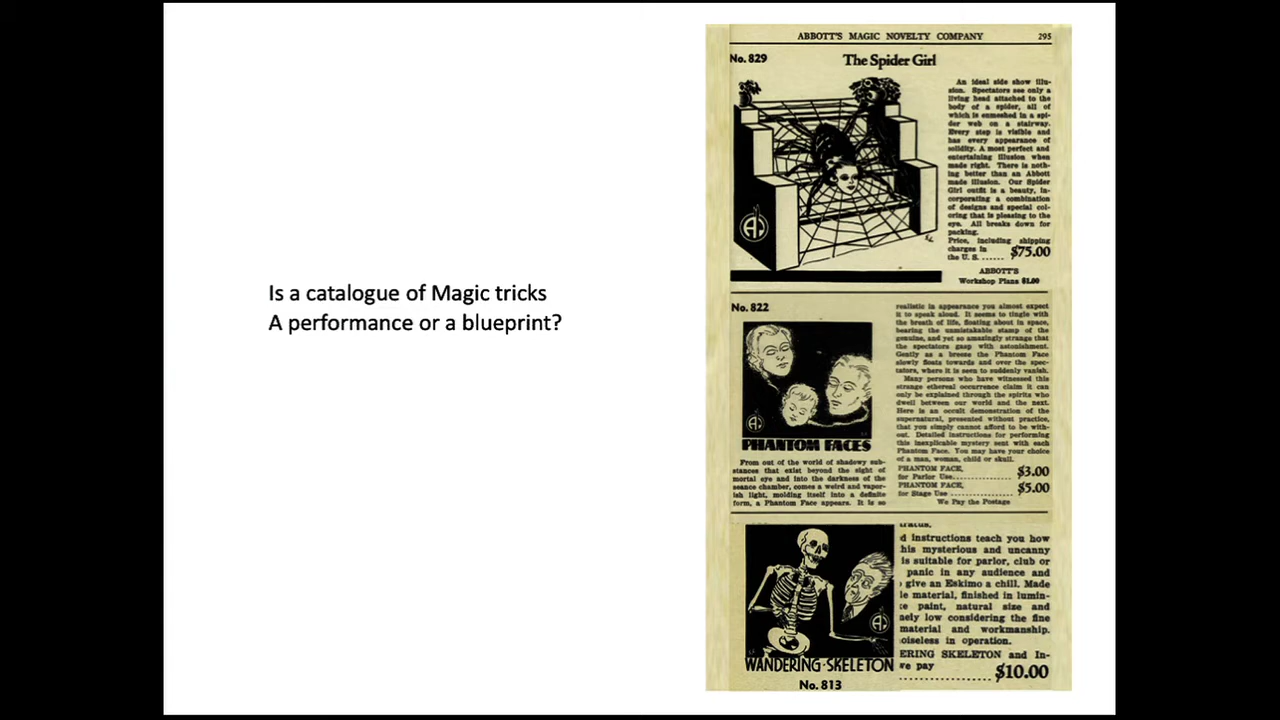 Is a catalogue of Magic tricks
A performance or a blueprint?
ABBOTT'S MAGIC NOVELTY COMPANY 295
No. 829
The Spider Girl
An ideal side show illu-
sion. Spectators see only a
living head attached to the
body of a spider, all of
which is enmeshed in a spi-
der web on a stairway.
Every step is visible and
has every appearance of
solidity. A most perfect and
entertaining illusion when
made right. There is noth-
ing better than an Abbott
made illusion. Our Spider
Girl outfit is a beauty, in-
corporating a combination
of designs and special col-
oring that is pleasing to the
eye. All breaks down for
packing.
Price, including shipping
charges in
the U. S. ...... $75.00
ABBOTT'S
Workshop Plans $1.00
No. 822
PHANTOM FACES
From out of the world of shadowy sub-
stances that exist beyond the sight of
mortal eye and into the darkness of the
seance chamber, comes a weird and vapor-
ish light, molding itself into a definite
form, a Phantom Face appears. It is so
realistic in appearance you almost expect
it to speak aloud. It seems to tingle with
the breath of life, floating about in space,
bearing the unmistakable stamp of the
genuine, and yet so amazingly strange that
the spectators gasp with astonishment.
Gently as a breeze the Phantom Face
slowly floats towards and over the spec-
tators, where it is seen to suddenly vanish.
Many persons who have witnessed this
strange ethereal occurrence claim it can
only be explained through the spirits who
dwell between our world and the next.
Here is an occult demonstration of the
supernatural, presented without practice,
that you simply cannot afford to be with-
out. Detailed instructions for performing
this inexplicable mystery sent with each
Phantom Face. You may have your choice
of a man, woman, child or skull.
PHANTOM FACE,
for Parlor Use.................. $3.00
PHANTOM FACE,
for Stage Use .................. $5.00
We Pay the Postage
WANDERING·SKELETON
No. 813
d instructions teach you how
his mysterious and uncanny
is suitable for parlor, club or
panic in any audience and
give an Eskimo a chill. Made
le material, finished in lumin-
paint, natural size and
nely low considering the fine
material and workmanship.
oiseless in operation.
ERING SKELETON and In-
we pay
...................... $10.00